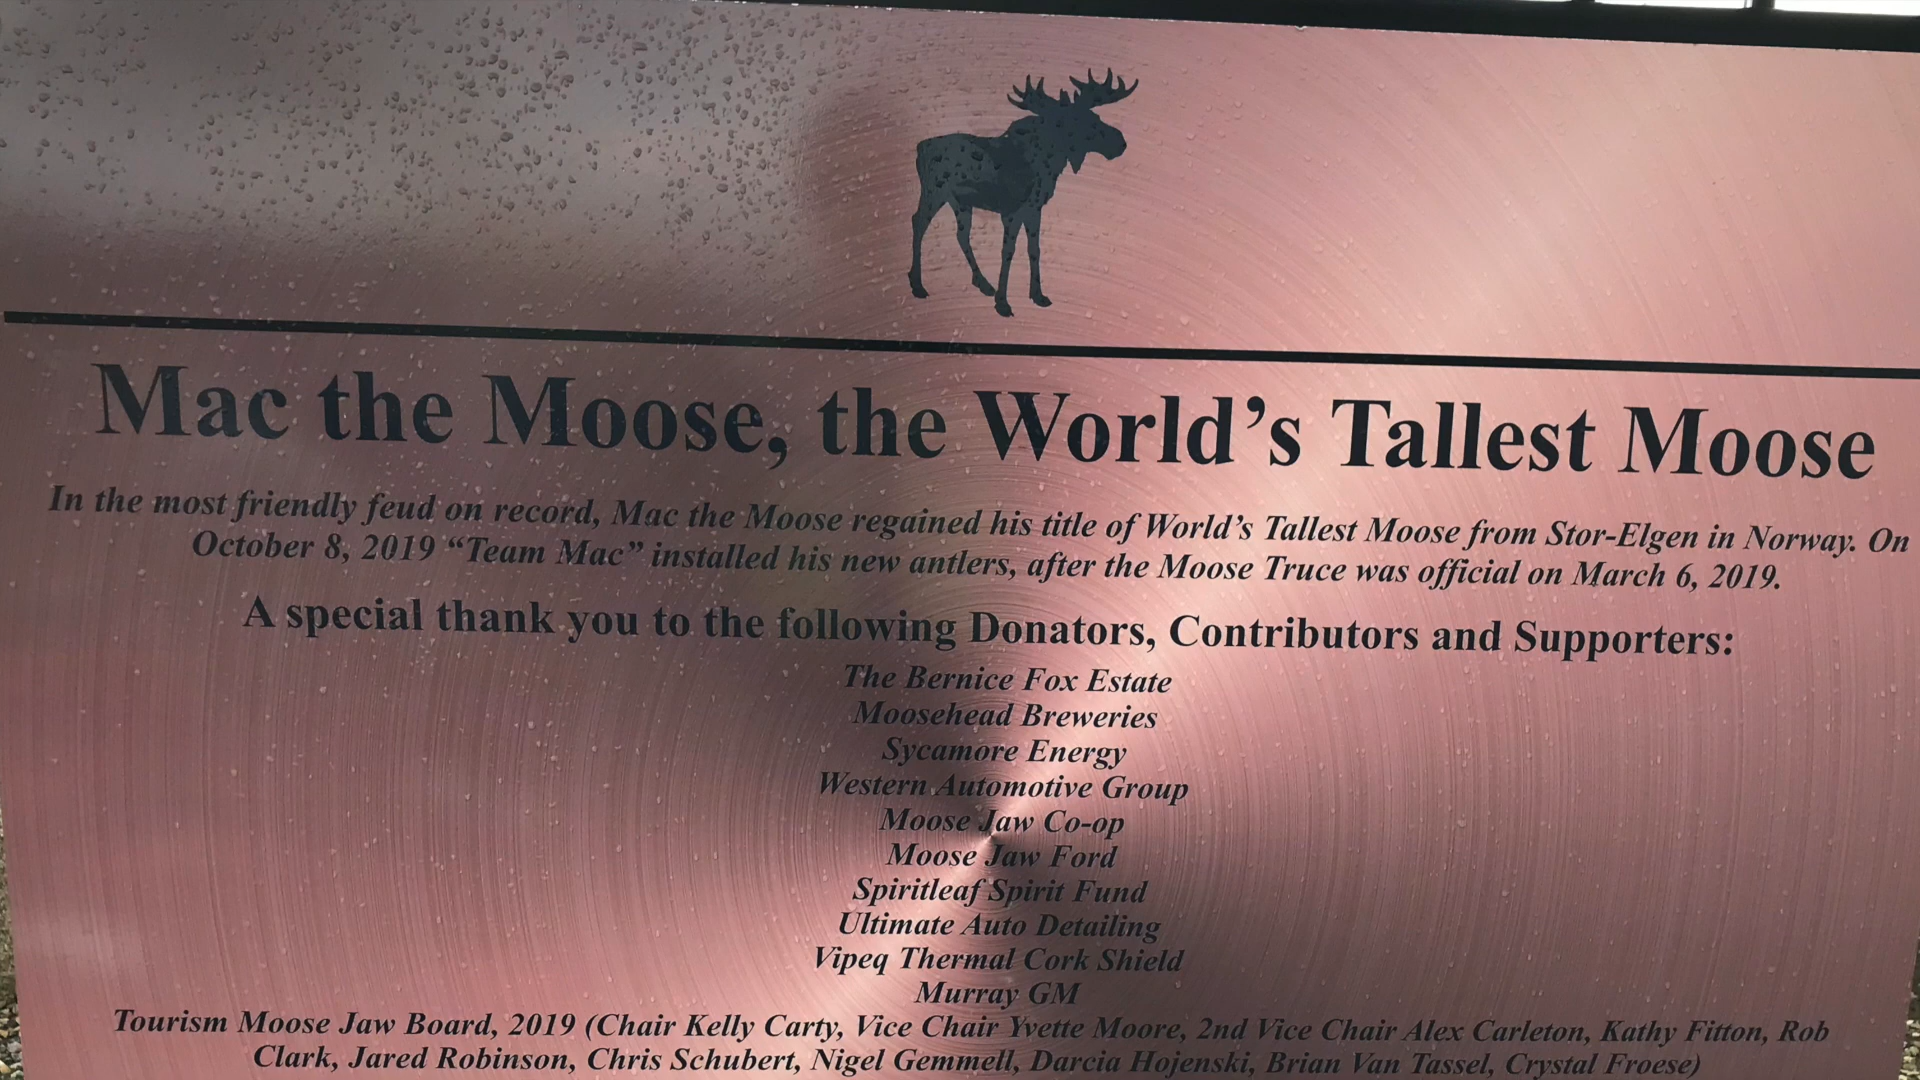 Mac the Moose, the World's Tallest Moose
In the most friendly feud on record, Mac the Moose regained his title of World's Tallest Moose from Stor-Elgen in Norway. On
October 8, 2019 “Team Mac” installed his new antlers, after the Moose Truce was official on March 6, 2019.
A special thank you to the following Donators, Contributors and Supporters:
The Bernice Fox Estate
Moosehead Breweries
Sycamore Energy
Western Automotive Group
Moose Jaw Co-op
Moose Jaw Ford
Spiritleaf Spirit Fund
Ultimate Auto Detailing
Vipeq Thermal Cork Shield
Murray GM
Tourism Moose Jaw Board, 2019 (Chair Kelly Carty, Vice Chair Yvette Moore, 2nd Vice Chair Alex Carleton, Kathy Fitton, Rob
Clark, Jared Robinson, Chris Schubert, Nigel Gemmell, Darcia Hojenski, Brian Van Tassel, Crystal Froese)